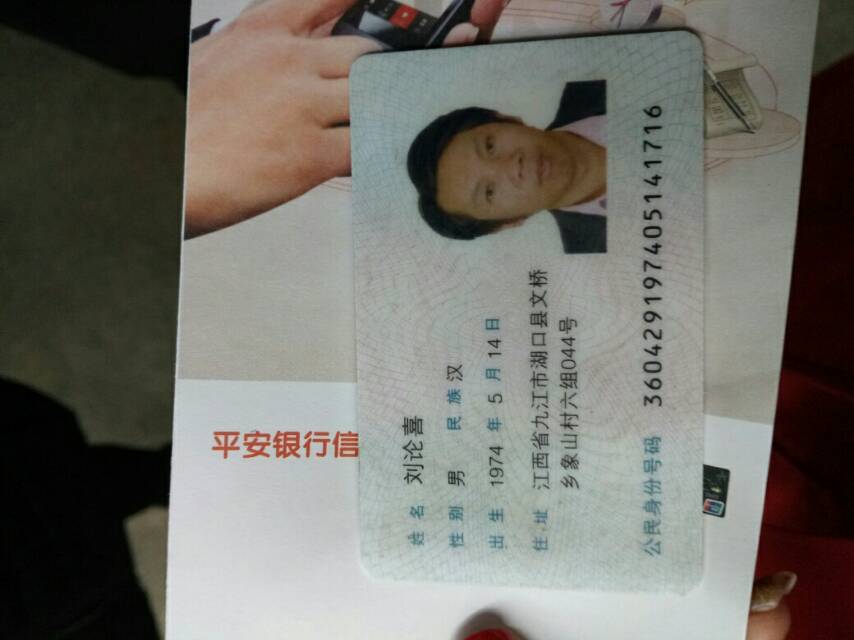 姓名 刘论喜
性别 男 民族 汉
出生 1974 年 5 月 14 日
住址 江西省九江市湖口县文桥
乡象山村六组044号
公民身份号码 360429197405141716
平安银行信